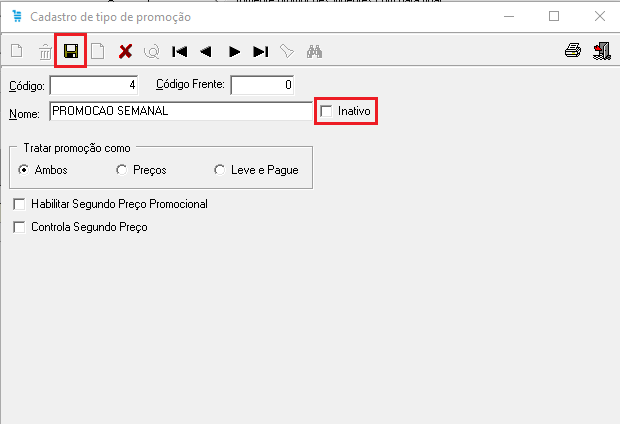 Cadastro de tipo de promoção
Código: 4 Código Frente: 0
Nome: PROMOCAO SEMANAL Inativo
Tratar promoção como
Ambos Preços Leve e Pague
Habilitar Segundo Preço Promocional
Controla Segundo Preço